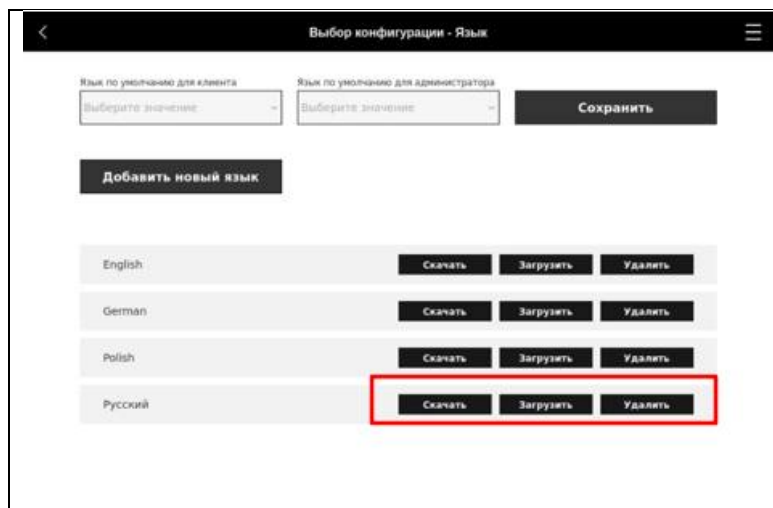 Выбор конфигурации - Язык
Язык по умолчанию для клиента Язык по умолчанию для администратора
Выберите значение Выберите значение Сохранить
Добавить новый язык
English Скачать Загрузить Удалить
German Скачать Загрузить Удалить
Polish Скачать Загрузить Удалить
Русский Скачать Загрузить Удалить